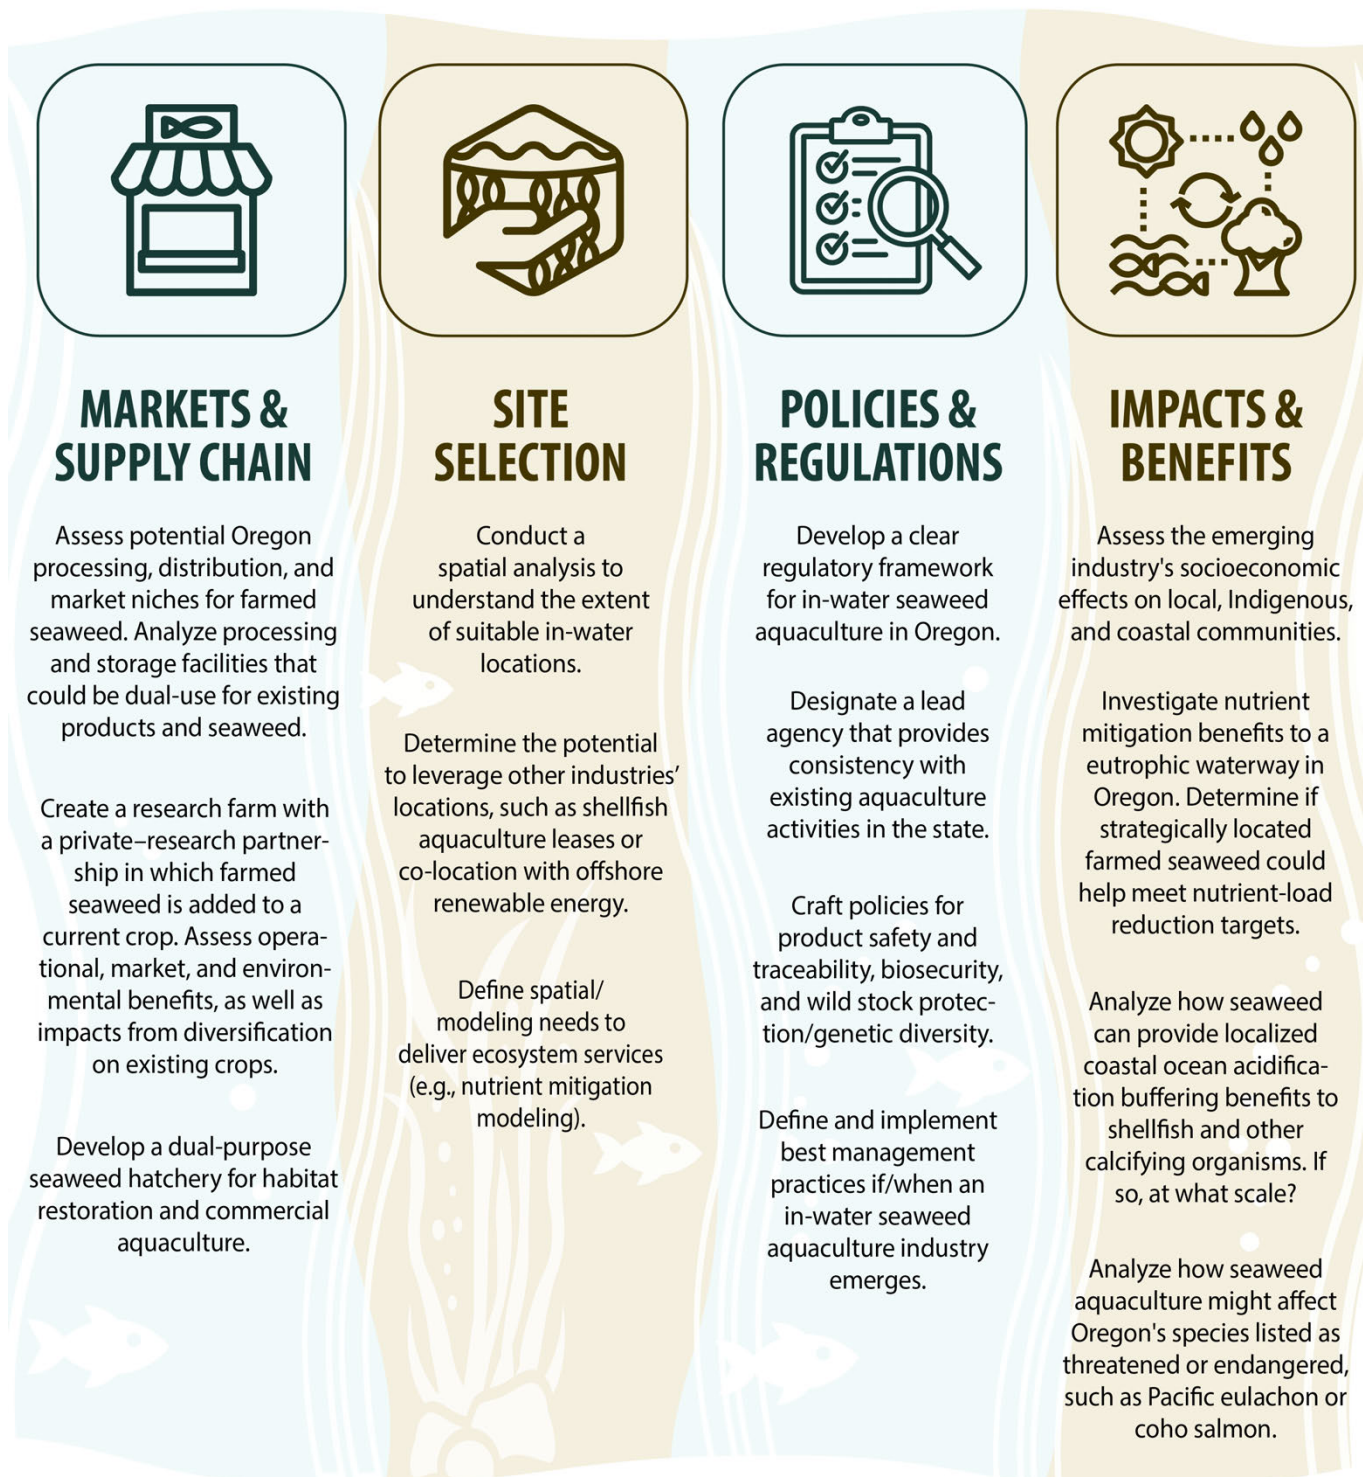 MARKETS &
SUPPLY CHAIN
Assess potential Oregon
processing, distribution, and
market niches for farmed
seaweed. Analyze processing
and storage facilities that
could be dual-use for existing
products and seaweed.
Create a research farm with
a private–research partner-
ship in which farmed
seaweed is added to a
current crop. Assess opera-
tional, market, and environ-
mental benefits, as well as
impacts from diversification
on existing crops.
Develop a dual-purpose
seaweed hatchery for habitat
restoration and commercial
aquaculture.
SITE
SELECTION
Conduct a
spatial analysis to
understand the extent
of suitable in-water
locations.
Determine the potential
to leverage other industries’
locations, such as shellfish
aquaculture leases or
co-location with offshore
renewable energy.
Define spatial/
modeling needs to
deliver ecosystem services
(e.g., nutrient mitigation
modeling).
POLICIES &
REGULATIONS
Develop a clear
regulatory framework
for in-water seaweed
aquaculture in Oregon.
Designate a lead
agency that provides
consistency with
existing aquaculture
activities in the state.
Craft policies for
product safety and
traceability, biosecurity,
and wild stock protec-
tion/genetic diversity.
Define and implement
best management
practices if/when an
in-water seaweed
aquaculture industry
emerges.
IMPACTS &
BENEFITS
Assess the emerging
industry's socioeconomic
effects on local, Indigenous,
and coastal communities.
Investigate nutrient
mitigation benefits to a
eutrophic waterway in
Oregon. Determine if
strategically located
farmed seaweed could
help meet nutrient-load
reduction targets.
Analyze how seaweed
can provide localized
coastal ocean acidifica-
tion buffering benefits to
shellfish and other
calcifying organisms. If
so, at what scale?
Analyze how seaweed
aquaculture might affect
Oregon's species listed as
threatened or endangered,
such as Pacific eulachon or
coho salmon.